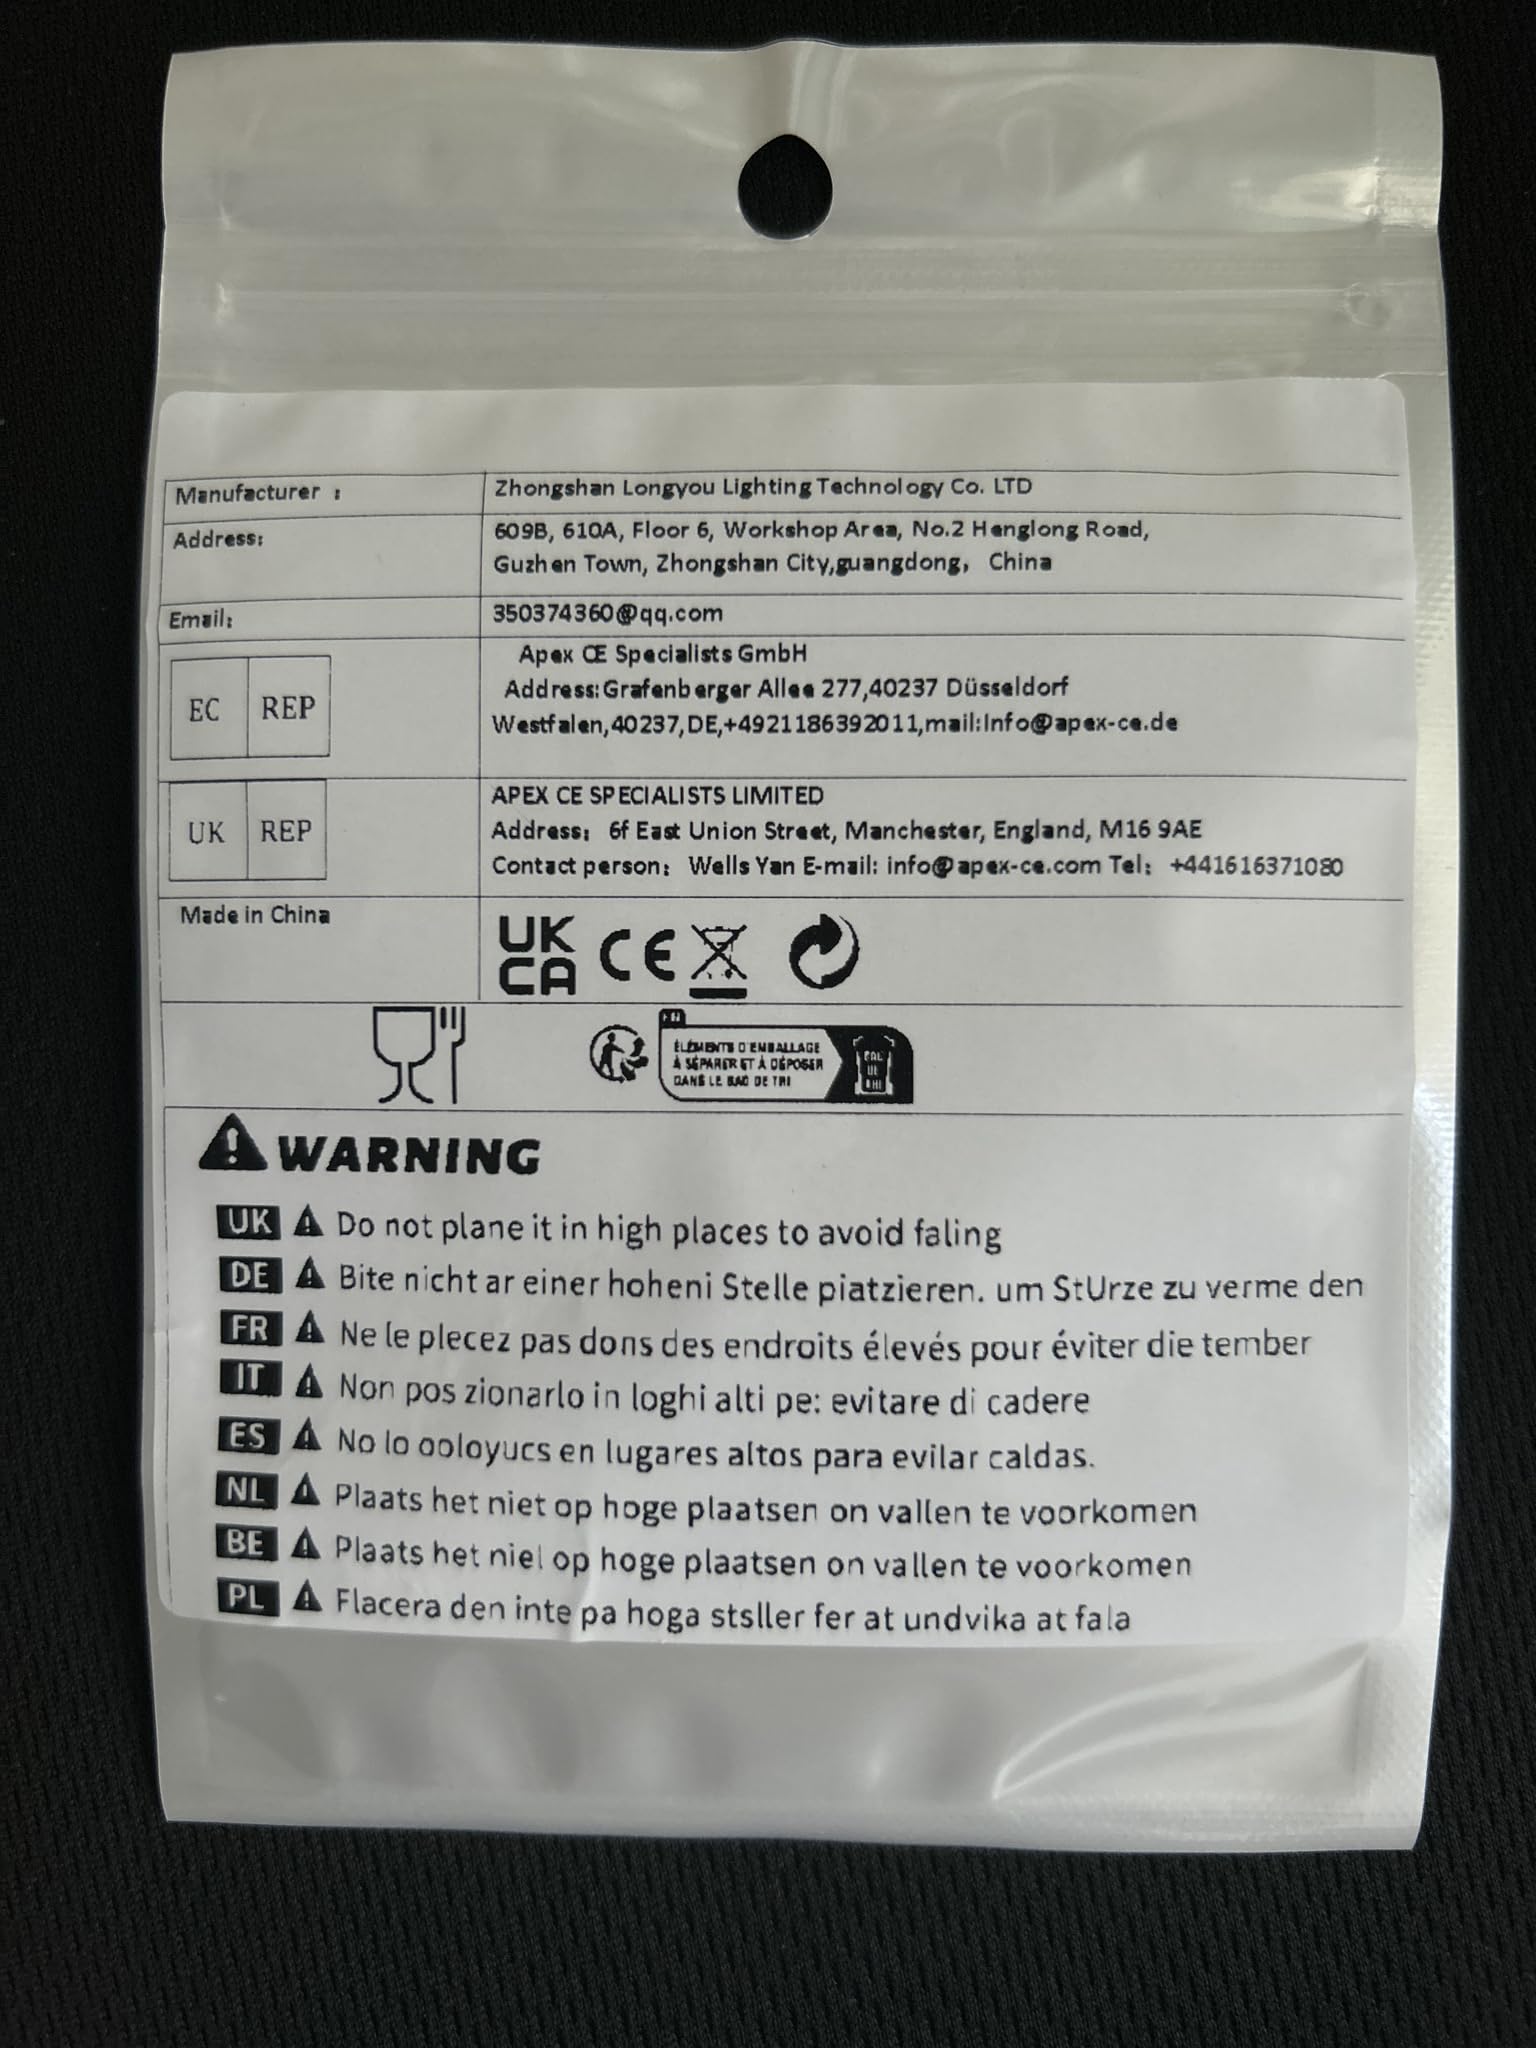 Manufacturer :
Zhongshan Longyou Lighting Technology Co. LTD
Address:
609B, 610A, Floor 6, Workshop Area, No.2 Henglong Road,
Guzhen Town, Zhongshan City,guangdong, China
Email:
350374360@qq.com
EC REP
Apex CE Specialists GmbH
Address:Grafenberger Allee 277,40237 Düsseldorf
Westfalen,40237,DE,+4921186392011,mail:Info@apex-ce.de
UK REP
APEX CE SPECIALISTS LIMITED
Address: 6f East Union Street, Manchester, England, M16 9AE
Contact person: Wells Yan E-mail: info@apex-ce.com Tel: +441616371080
Made in China
UK
CA
CE
ÉLÉMENTS D'EMBALLAGE
À SÉPARER ET À DÉPOSER
DANS LE BAC DE TRI
WARNING
UK Do not plane it in high places to avoid faling
DE Bite nicht ar einer hoheni Stelle piatzieren. um StUrze zu verme den
FR Ne le plecez pas dons des endroits élevés pour éviter die tember
IT Non pos zionarlo in loghi alti pe: evitare di cadere
ES No lo ooloyucs en lugares altos para evilar caldas.
NL Plaats het niet op hoge plaatsen on vallen te voorkomen
BE Plaats het niel op hoge plaatsen on vallen te voorkomen
PL Flacera den inte pa hoga stsller fer at undvika at fala